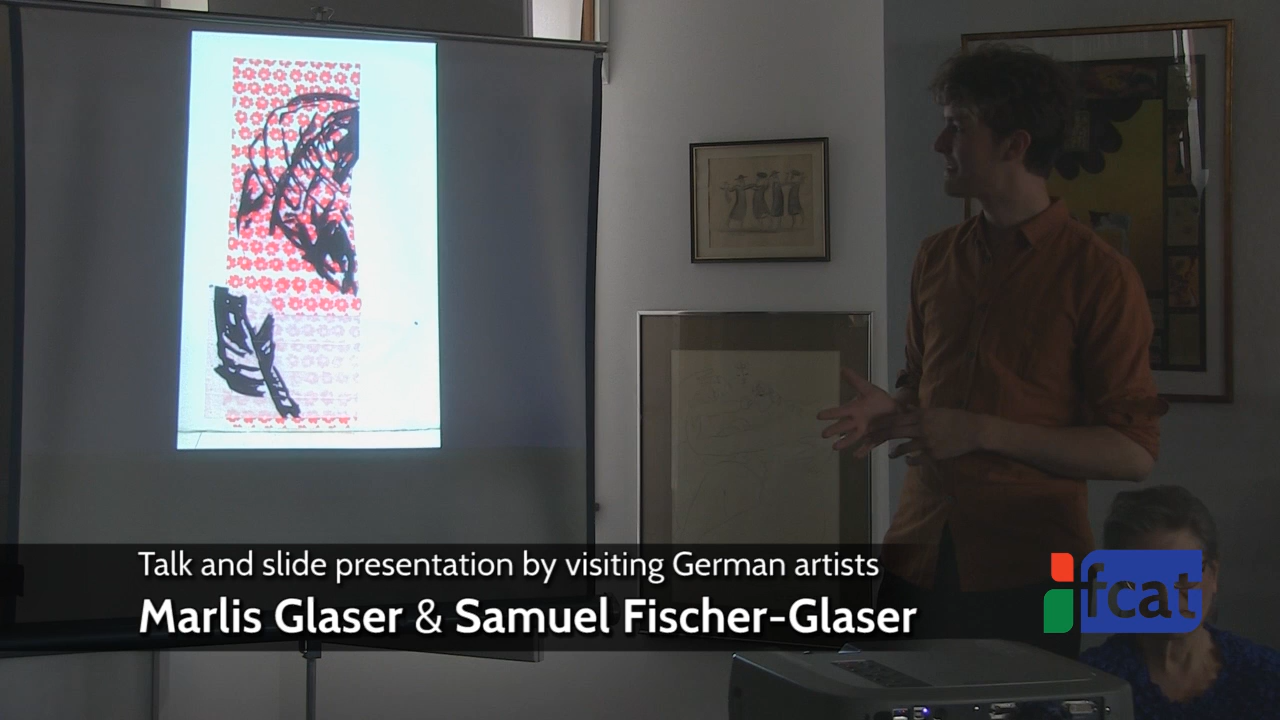 Talk and slide presentation by visiting German artists
Marlis Glaser & Samuel Fischer-Glaser
fcat